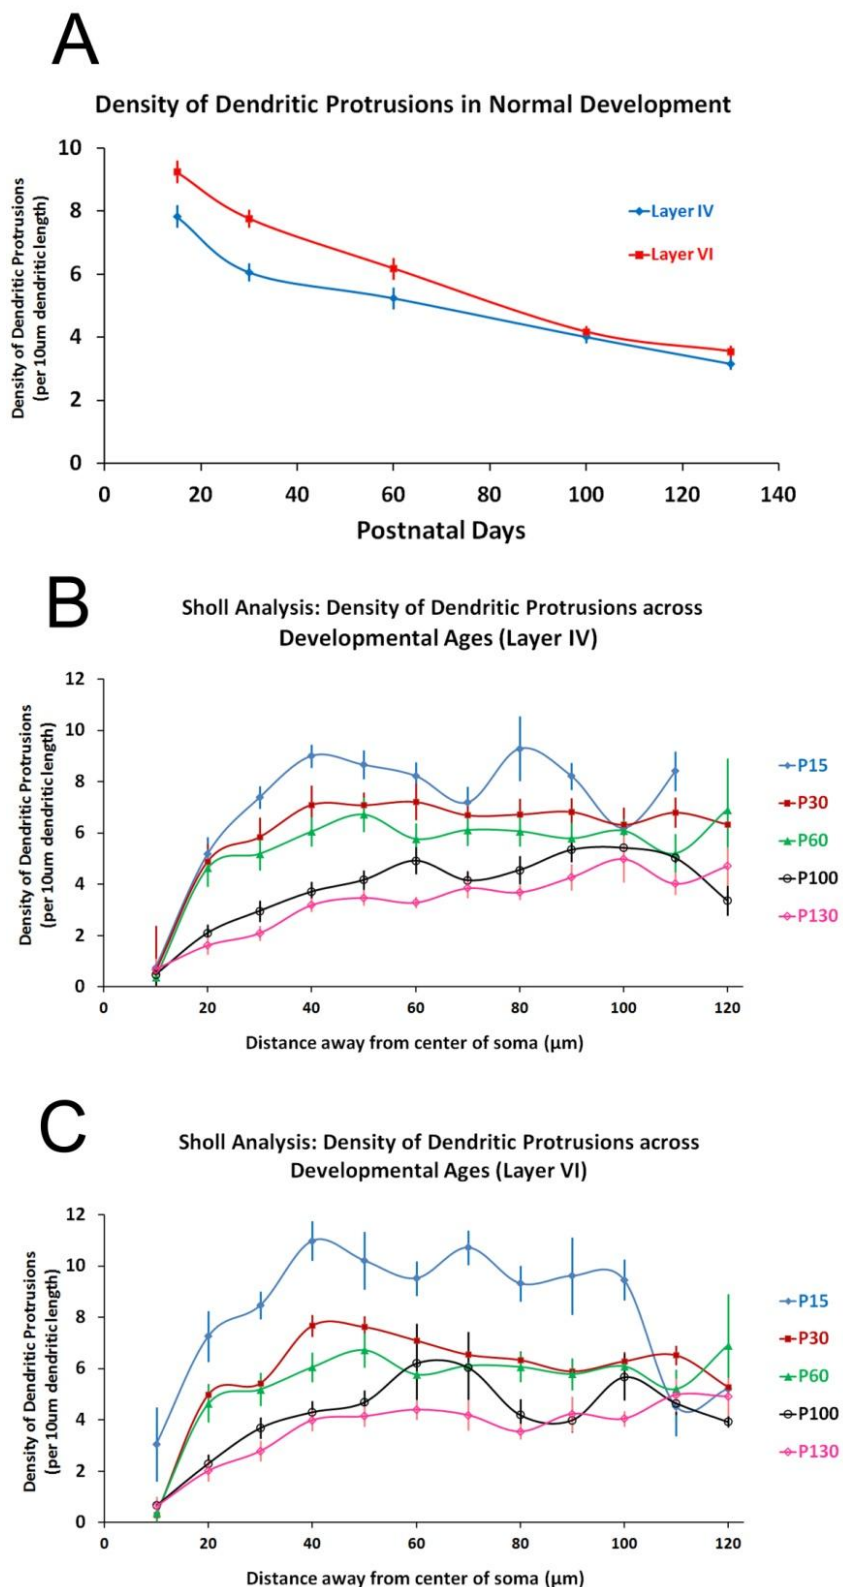 A
Density of Dendritic Protrusions in Normal Development
Density of Dendritic Protrusions
(per 10um dendritic length)
10
8
6
4
2
0
Layer IV
Layer VI
0 20 40 60 80 100 120 140
Postnatal Days
B
Sholl Analysis: Density of Dendritic Protrusions across
Developmental Ages (Layer IV)
Density of Dendritic Protrusions
(per 10um dendritic length)
12
10
8
6
4
2
0
P15
P30
P60
P100
P130
0 20 40 60 80 100 120
Distance away from center of soma (μm)
C
Sholl Analysis: Density of Dendritic Protrusions across
Developmental Ages (Layer VI)
Density of Dendritic Protrusions
(per 10um dendritic length)
12
10
8
6
4
2
0
P15
P30
P60
P100
P130
0 20 40 60 80 100 120
Distance away from center of soma (μm)